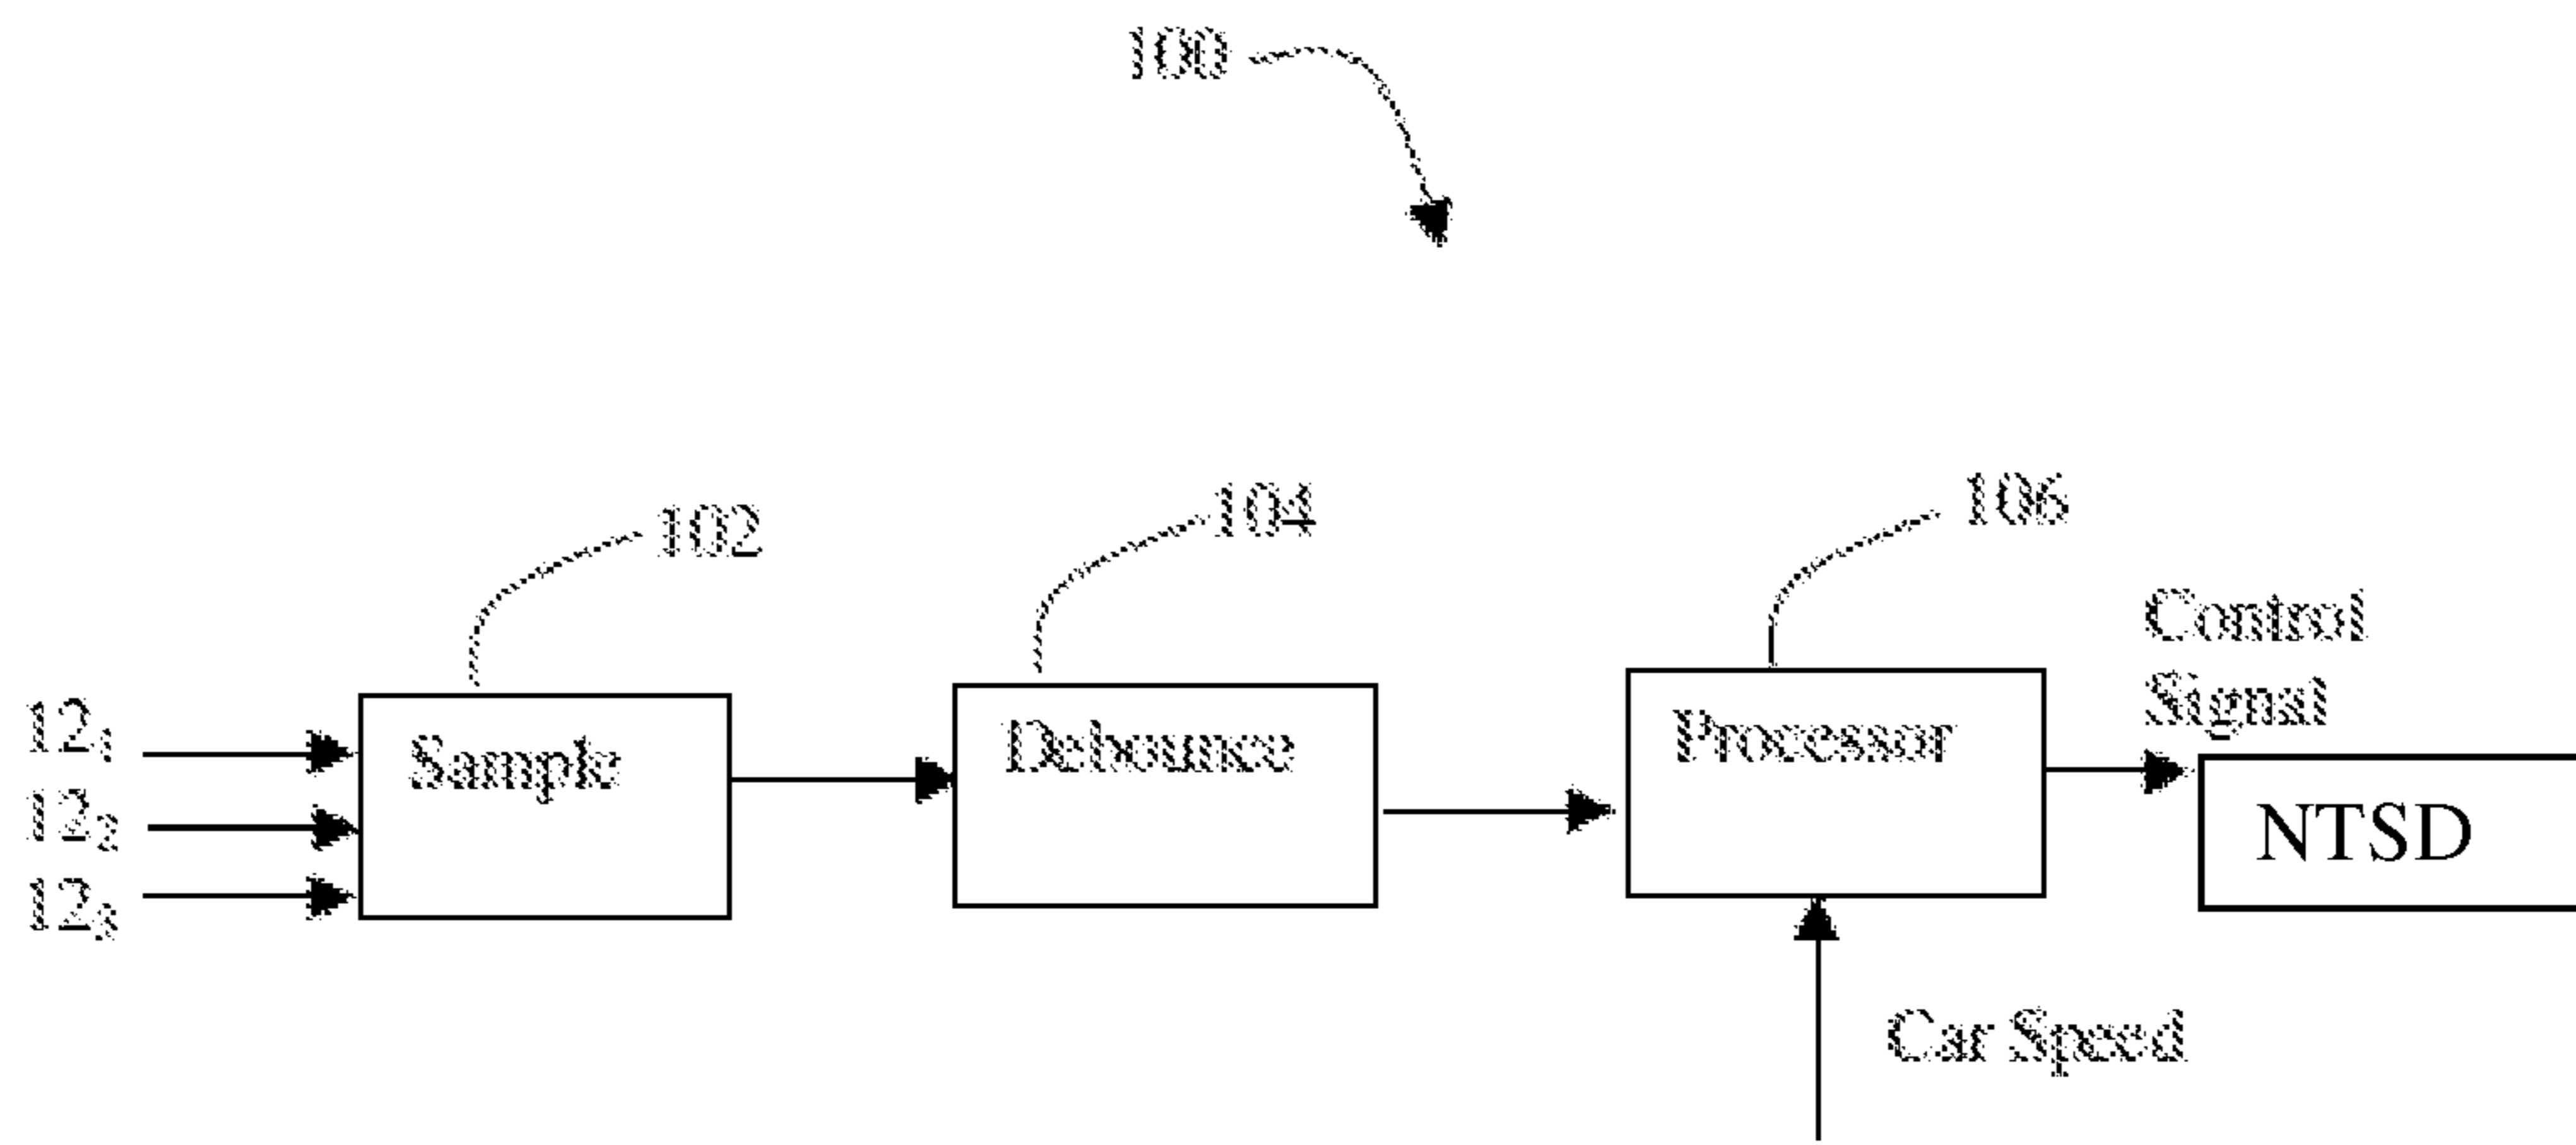 100
102
104
106
Control
Signal
12₁
12₂
12₃
Sample
Debounce
Processor
NTSD
Car Speed